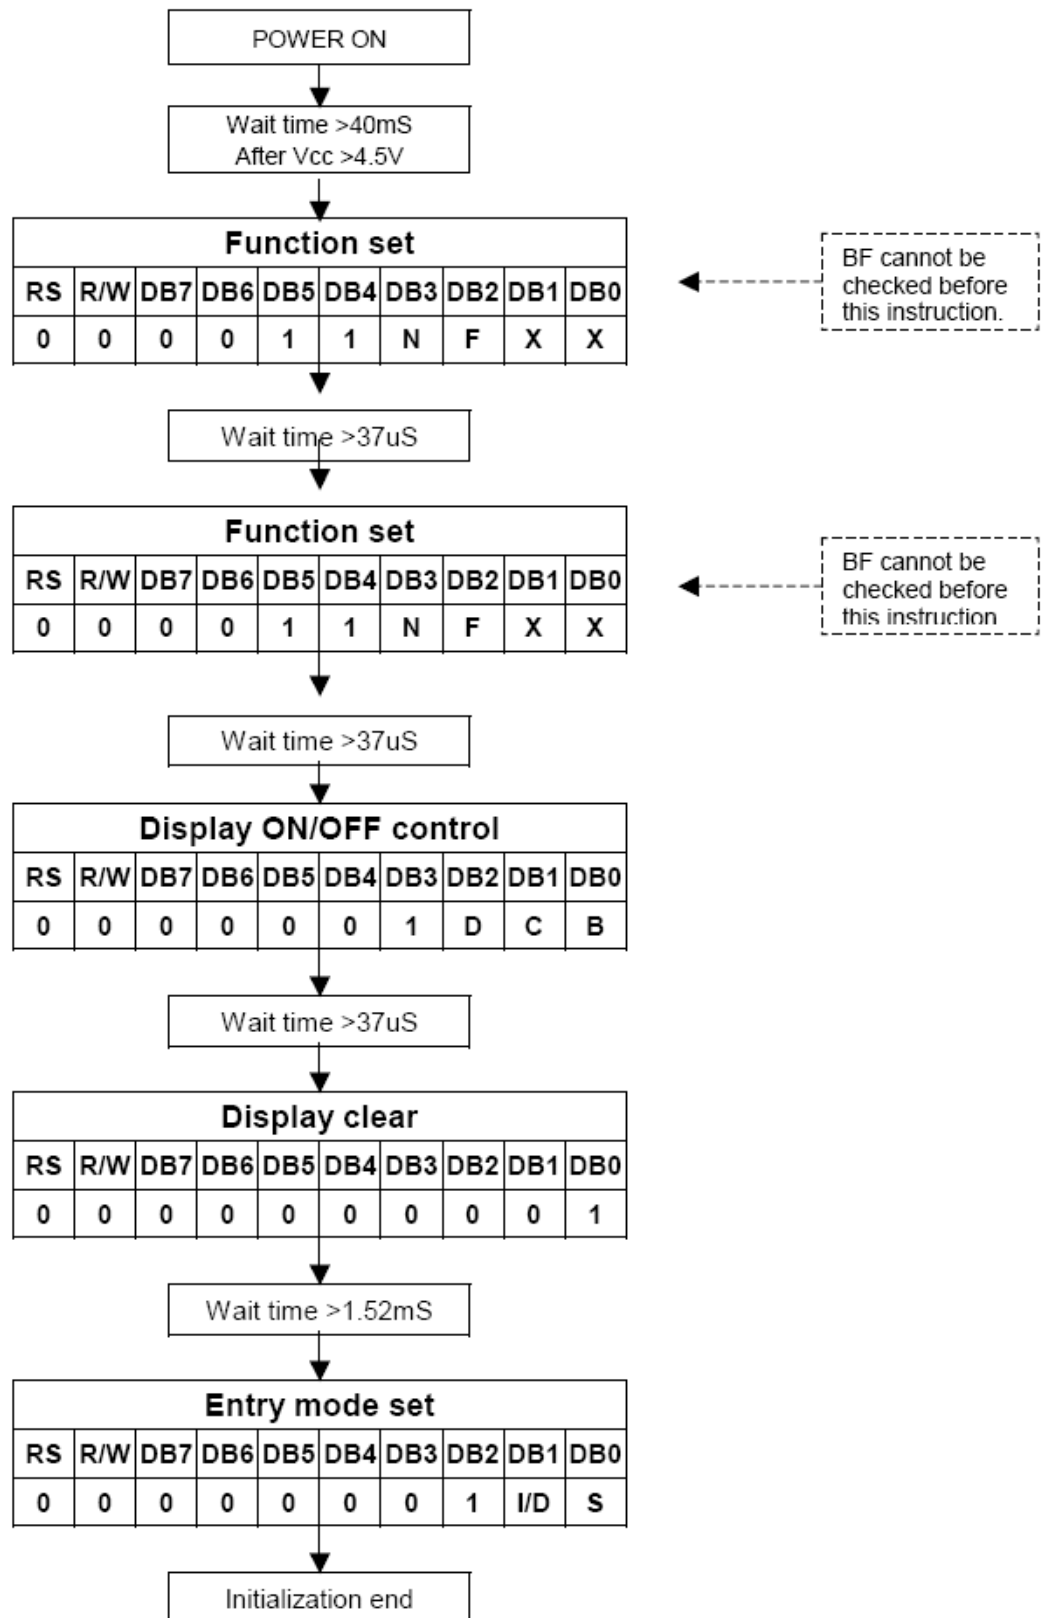 POWER ON
Wait time >40mS
After Vcc >4.5V
Function set
RS R/W DB7 DB6 DB5 DB4 DB3 DB2 DB1 DB0
0 0 0 0 1 1 N F X X
BF cannot be
checked before
this instruction.
Wait time >37uS
Function set
RS R/W DB7 DB6 DB5 DB4 DB3 DB2 DB1 DB0
0 0 0 0 1 1 N F X X
BF cannot be
checked before
this instruction
Wait time >37uS
Display ON/OFF control
RS R/W DB7 DB6 DB5 DB4 DB3 DB2 DB1 DB0
0 0 0 0 0 0 1 D C B
Wait time >37uS
Display clear
RS R/W DB7 DB6 DB5 DB4 DB3 DB2 DB1 DB0
0 0 0 0 0 0 0 0 0 1
Wait time >1.52mS
Entry mode set
RS R/W DB7 DB6 DB5 DB4 DB3 DB2 DB1 DB0
0 0 0 0 0 0 0 1 I/D S
Initialization end